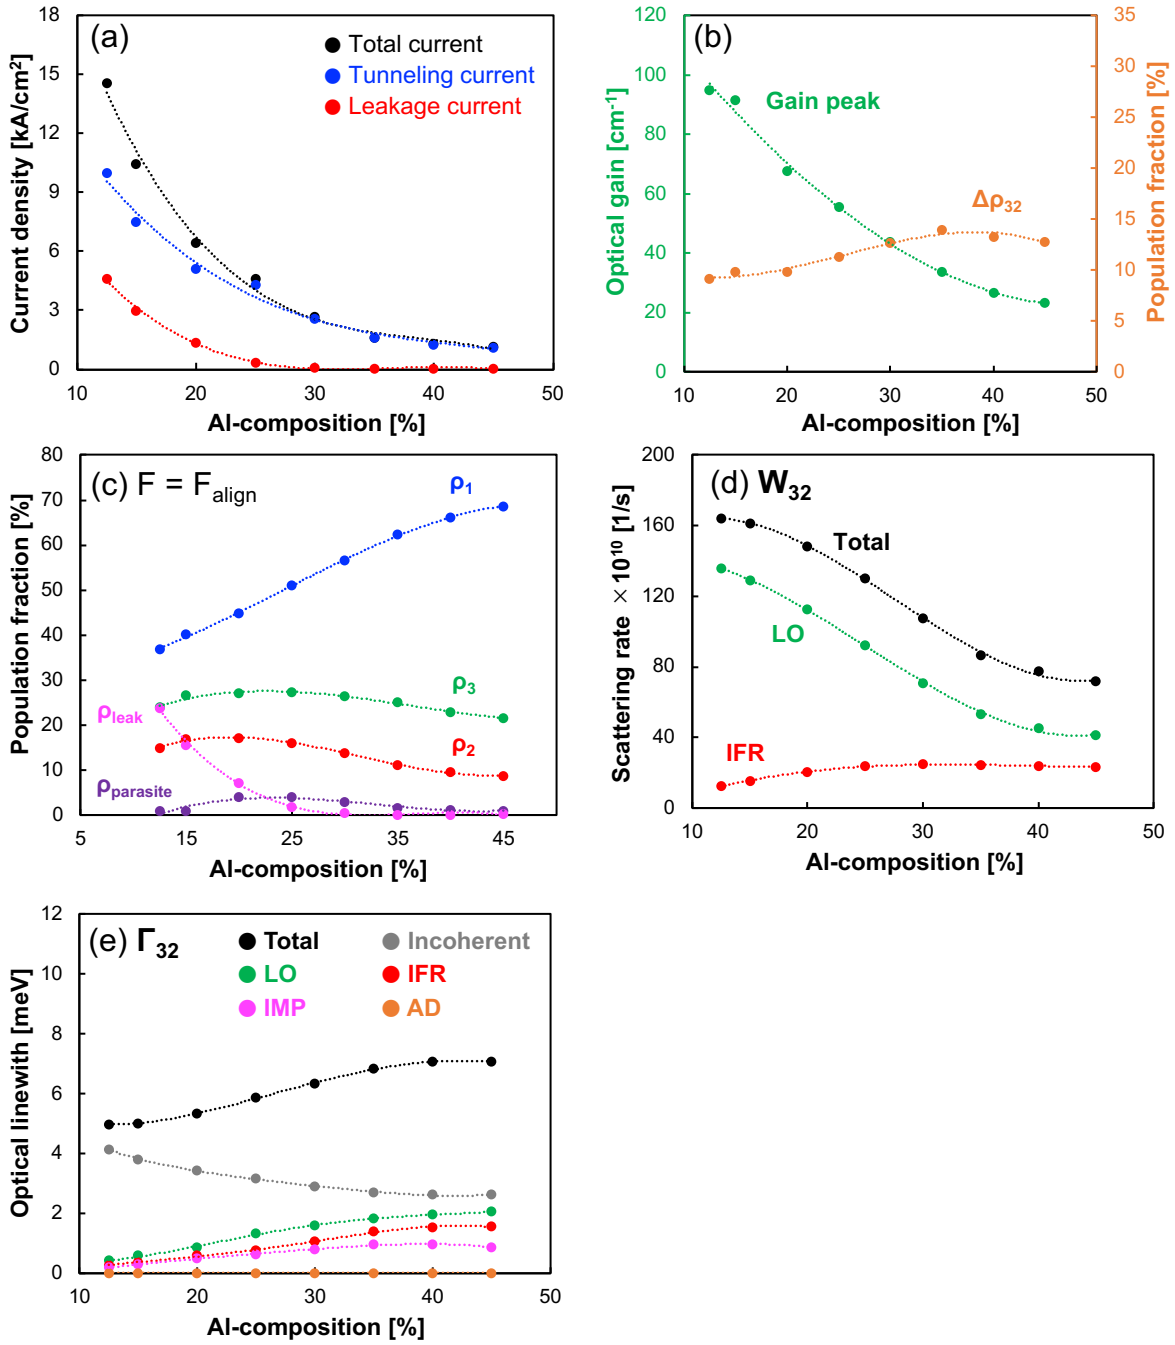 (a)
Total current
Tunneling current
Leakage current
Current density [kA/cm²]
18
15
12
9
6
3
0
10 20 30 40 50
Al-composition [%]
(b)
Gain peak
Δρ₃₂
Optical gain [cm⁻¹]
120
100
80
60
40
20
0
Population fraction [%]
35
30
25
20
15
10
5
0
10 20 30 40 50
Al-composition [%]
(c) F = F_align
ρ₁
ρ₃
ρ_leak
ρ₂
ρ_parasite
Population fraction [%]
80
70
60
50
40
30
20
10
0
5 15 25 35 45
Al-composition [%]
(d) W₃₂
Total
LO
IFR
Scattering rate ×10¹⁰ [1/s]
200
160
120
80
40
0
10 20 30 40 50
Al-composition [%]
(e) Γ₃₂
Total Incoherent
LO IFR
IMP AD
Optical linewith [meV]
12
10
8
6
4
2
0
10 20 30 40 50
Al-composition [%]